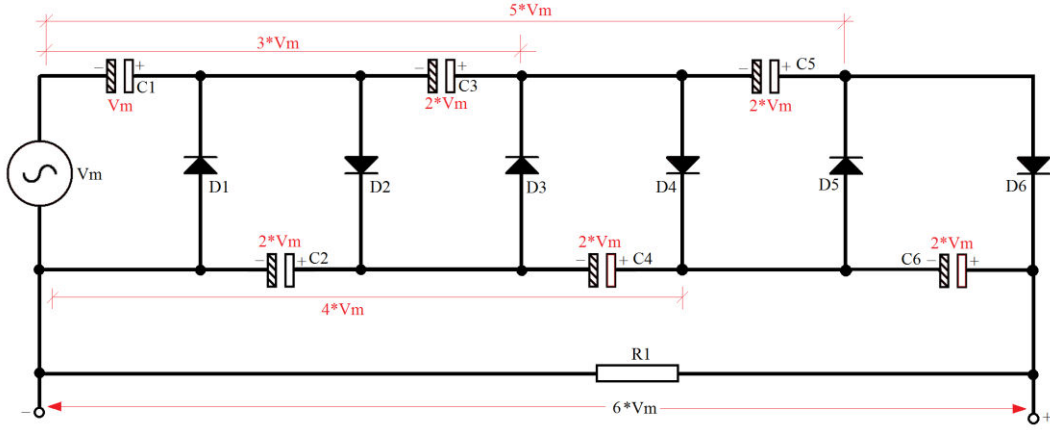 5*Vm
3*Vm
− + − + − + C5
C1 C3
Vm 2*Vm 2*Vm
Vm
D1 D2 D3 D4 D5 D6
2*Vm 2*Vm 2*Vm
− + C2 − + C4 C6 − +
4*Vm
R1
− 6*Vm +